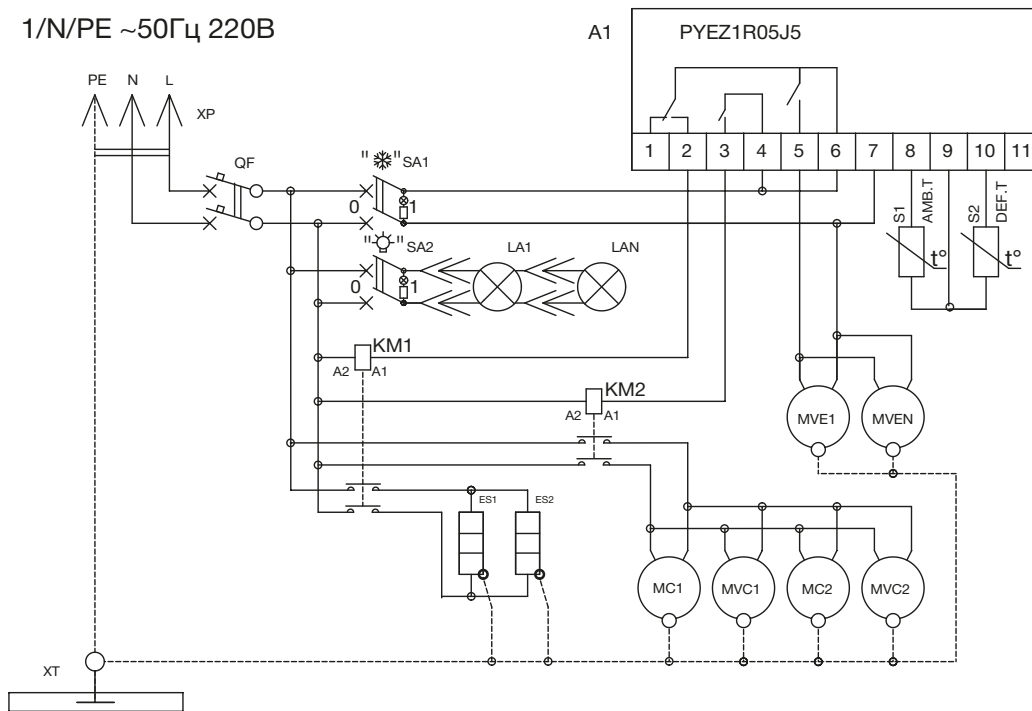 1/N/PE ~50Гц 220В
A1 PYEZ1R05J5
PE N L
XP
1 2 3 4 5 6 7 8 9 10 11
QF
" " SA1
0 1
S1 AMB.T
S2 DEF.T
t° t°
" " SA2 LA1 LAN
0 1
KM1
A2 A1
KM2
A2 A1
MVE1 MVEN
ES1 ES2
MC1 MVC1 MC2 MVC2
XT